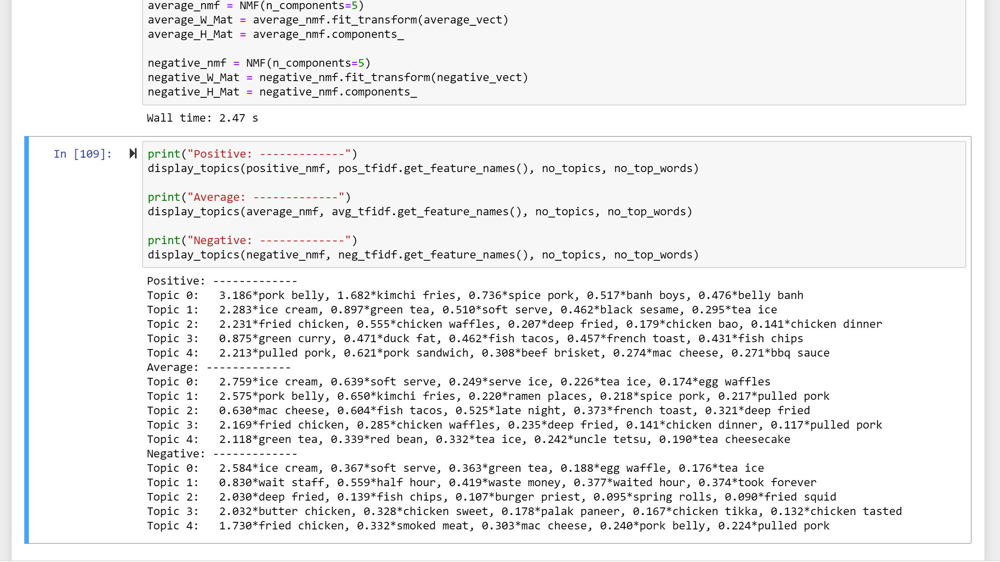 average_nmf = NMF(n_components=5)
average_W_Mat = average_nmf.fit_transform(average_vect)
average_H_Mat = average_nmf.components_
negative_nmf = NMF(n_components=5)
negative_W_Mat = negative_nmf.fit_transform(negative_vect)
negative_H_Mat = negative_nmf.components_
Wall time: 2.47 s
In [109]: print("Positive: -------------")
display_topics(positive_nmf, pos_tfidf.get_feature_names(), no_topics, no_top_words)
print("Average: -------------")
display_topics(average_nmf, avg_tfidf.get_feature_names(), no_topics, no_top_words)
print("Negative: -------------")
display_topics(negative_nmf, neg_tfidf.get_feature_names(), no_topics, no_top_words)
Positive: -------------
Topic 0: 3.186*pork belly, 1.682*kimchi fries, 0.736*spice pork, 0.517*banh boys, 0.476*belly banh
Topic 1: 2.283*ice cream, 0.897*green tea, 0.510*soft serve, 0.462*black sesame, 0.295*tea ice
Topic 2: 2.231*fried chicken, 0.555*chicken waffles, 0.207*deep fried, 0.179*chicken bao, 0.141*chicken dinner
Topic 3: 0.875*green curry, 0.471*duck fat, 0.462*fish tacos, 0.457*french toast, 0.431*fish chips
Topic 4: 2.213*pulled pork, 0.621*pork sandwich, 0.308*beef brisket, 0.274*mac cheese, 0.271*bbq sauce
Average: -------------
Topic 0: 2.759*ice cream, 0.639*soft serve, 0.249*serve ice, 0.226*tea ice, 0.174*egg waffles
Topic 1: 2.575*pork belly, 0.650*kimchi fries, 0.220*ramen places, 0.218*spice pork, 0.217*pulled pork
Topic 2: 0.630*mac cheese, 0.604*fish tacos, 0.525*late night, 0.373*french toast, 0.321*deep fried
Topic 3: 2.169*fried chicken, 0.285*chicken waffles, 0.235*deep fried, 0.141*chicken dinner, 0.117*pulled pork
Topic 4: 2.118*green tea, 0.339*red bean, 0.332*tea ice, 0.242*uncle tetsu, 0.190*tea cheesecake
Negative: -------------
Topic 0: 2.584*ice cream, 0.367*soft serve, 0.363*green tea, 0.188*egg waffle, 0.176*tea ice
Topic 1: 0.830*wait staff, 0.559*half hour, 0.419*waste money, 0.377*waited hour, 0.374*took forever
Topic 2: 2.030*deep fried, 0.139*fish chips, 0.107*burger priest, 0.095*spring rolls, 0.090*fried squid
Topic 3: 2.032*butter chicken, 0.328*chicken sweet, 0.178*palak paneer, 0.167*chicken tikka, 0.132*chicken tasted
Topic 4: 1.730*fried chicken, 0.332*smoked meat, 0.303*mac cheese, 0.240*pork belly, 0.224*pulled pork